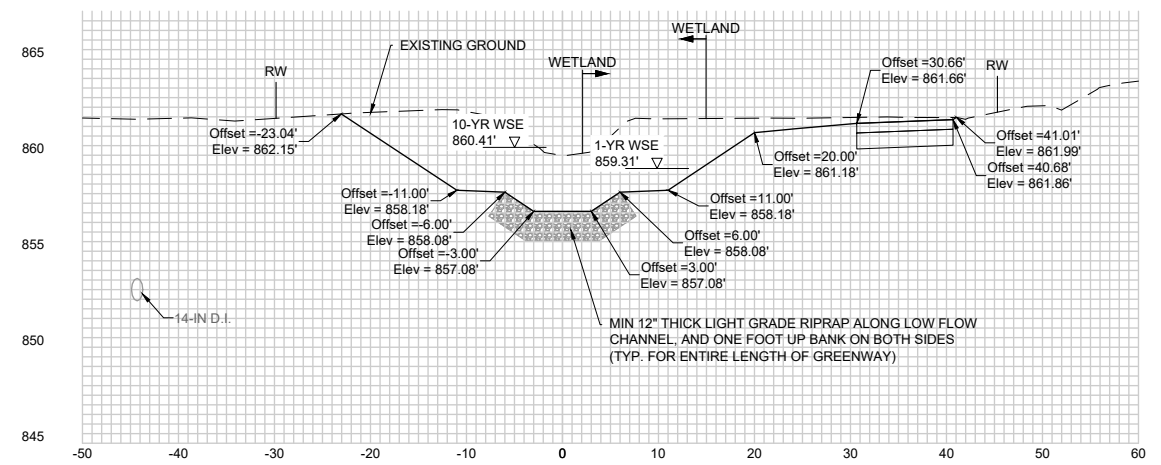 865
860
855
850
845
EXISTING GROUND
RW
WETLAND
WETLAND
Offset =30.66'
Elev = 861.66'
RW
Offset =-23.04'
Elev = 862.15'
10-YR WSE
860.41'
1-YR WSE
859.31'
Offset =41.01'
Elev = 861.99'
Offset =20.00'
Elev = 861.18'
Offset =40.68'
Elev = 861.86'
Offset =-11.00'
Elev = 858.18'
Offset =11.00'
Elev = 858.18'
Offset =-6.00'
Elev = 858.08'
Offset =6.00'
Elev = 858.08'
Offset =-3.00'
Elev = 857.08'
Offset =3.00'
Elev = 857.08'
14-IN D.I.
MIN 12" THICK LIGHT GRADE RIPRAP ALONG LOW FLOW
CHANNEL, AND ONE FOOT UP BANK ON BOTH SIDES
(TYP. FOR ENTIRE LENGTH OF GREENWAY)
-50 -40 -30 -20 -10 0 10 20 30 40 50 60